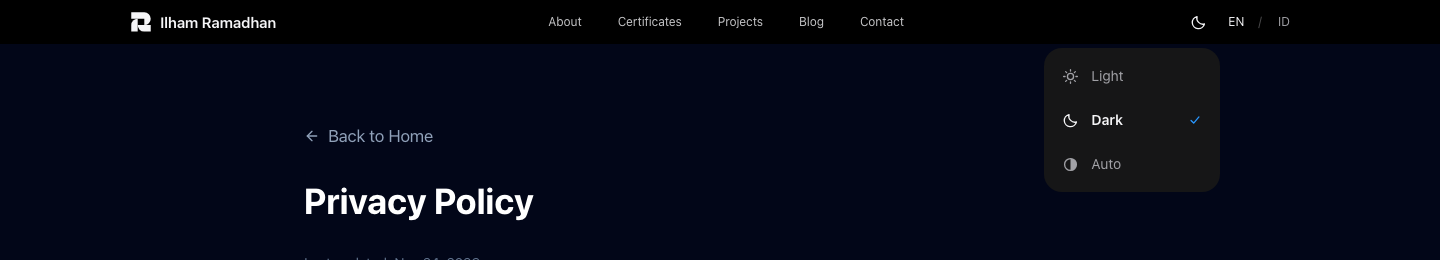 Ilham Ramadhan
About
Certificates
Projects
Blog
Contact
EN / ID
Light
Dark
Auto
Back to Home
Privacy Policy